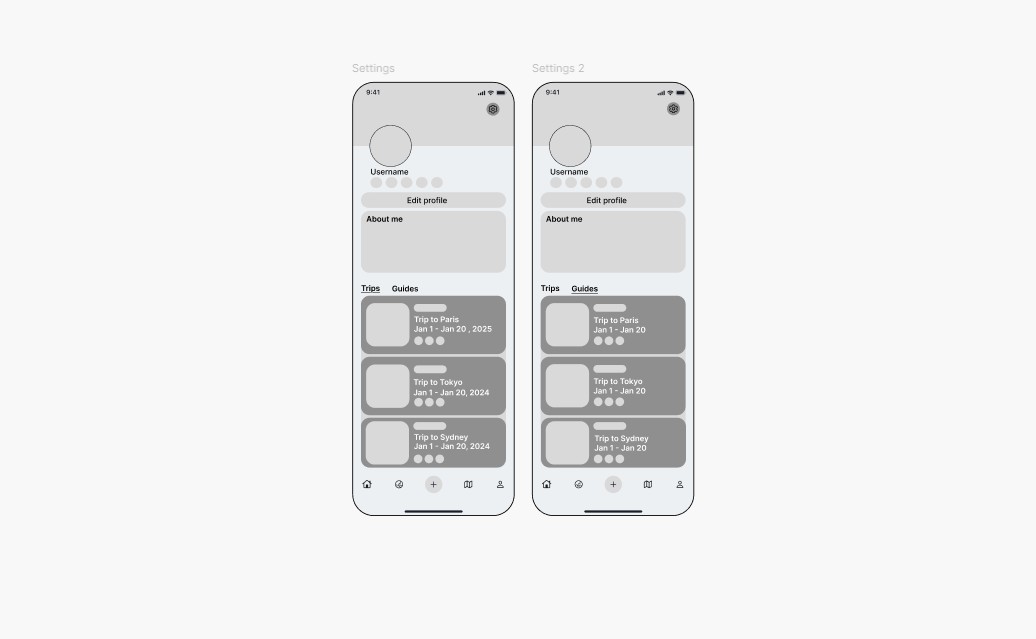 Settings
9:41
Username
Edit profile
About me
Trips Guides
Trip to Paris
Jan 1 - Jan 20 , 2025
Trip to Tokyo
Jan 1 - Jan 20, 2024
Trip to Sydney
Jan 1 - Jan 20, 2024
Settings 2
9:41
Username
Edit profile
About me
Trips Guides
Trip to Paris
Jan 1 - Jan 20
Trip to Tokyo
Jan 1 - Jan 20
Trip to Sydney
Jan 1 - Jan 20